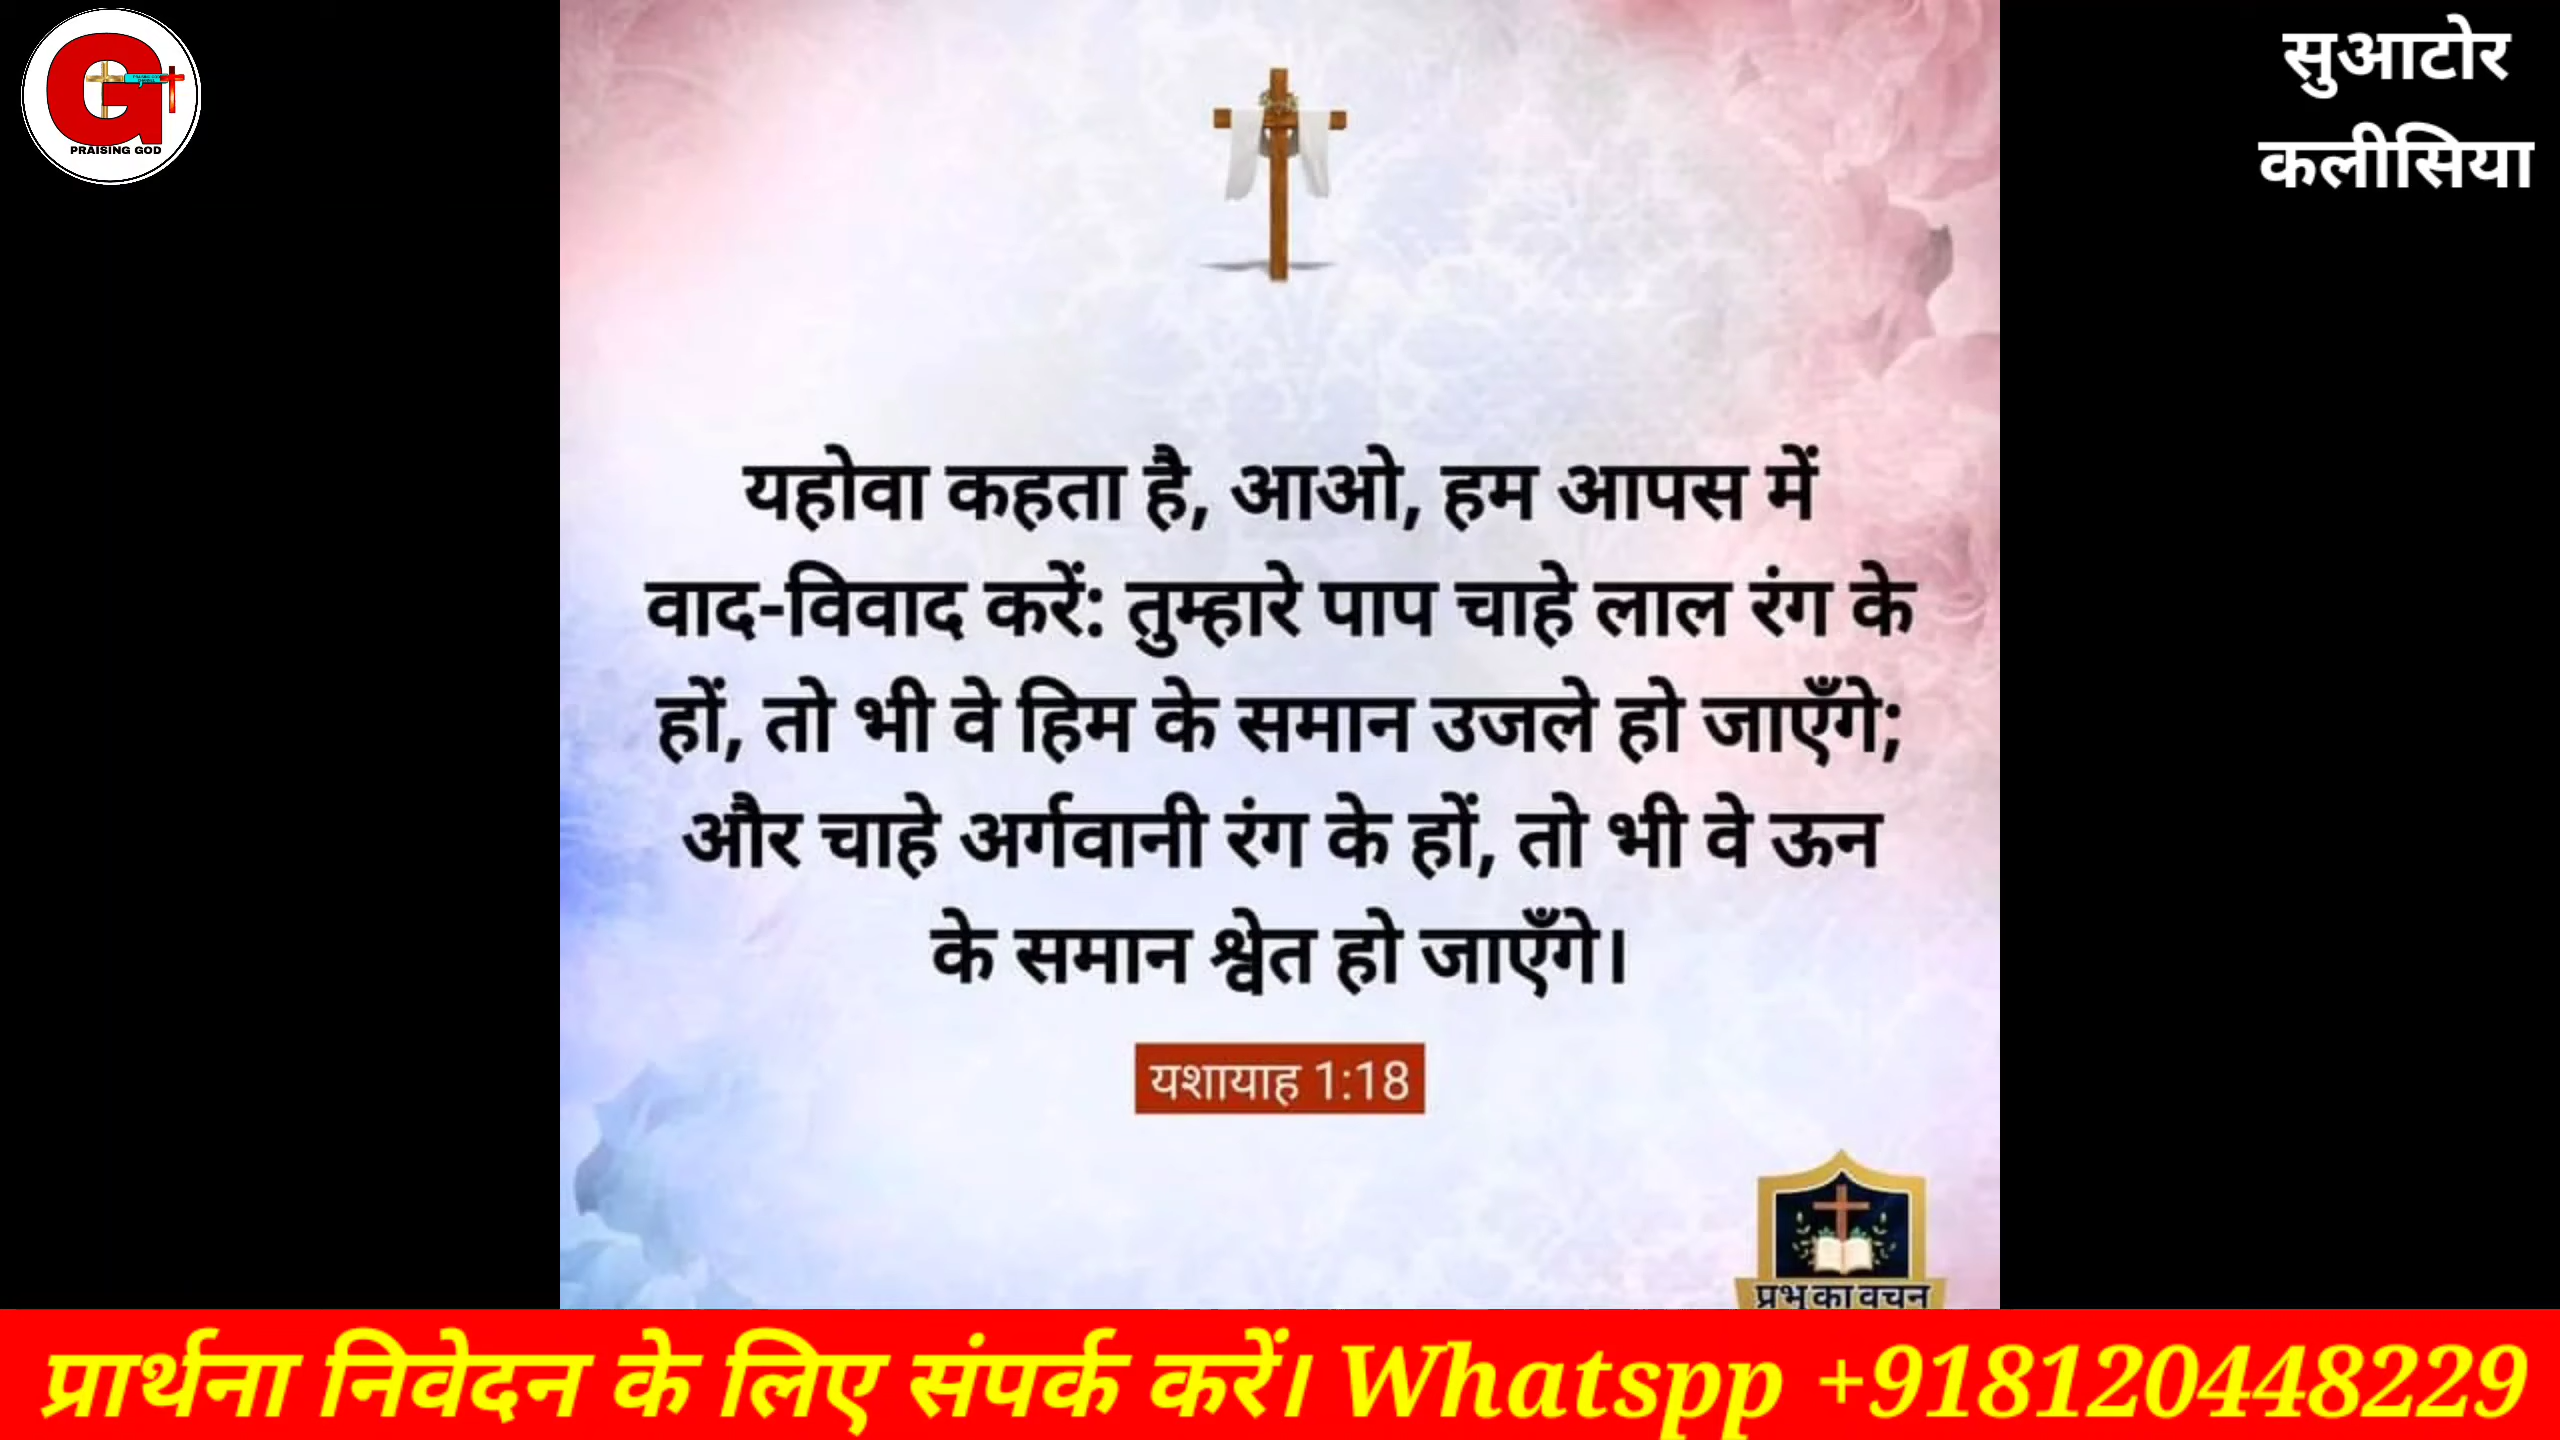 PRAISING GOD
सुआटोर
कलीसिया
यहोवा कहता है, आओ, हम आपस में
वाद-विवाद करें: तुम्हारे पाप चाहे लाल रंग के
हों, तो भी वे हिम के समान उजले हो जाएँगे;
और चाहे अर्गवानी रंग के हों, तो भी वे ऊन
के समान श्वेत हो जाएँगे।
यशायाह 1:18
प्रभु का वचन
प्रार्थना निवेदन के लिए संपर्क करें। Whatspp +918120448229